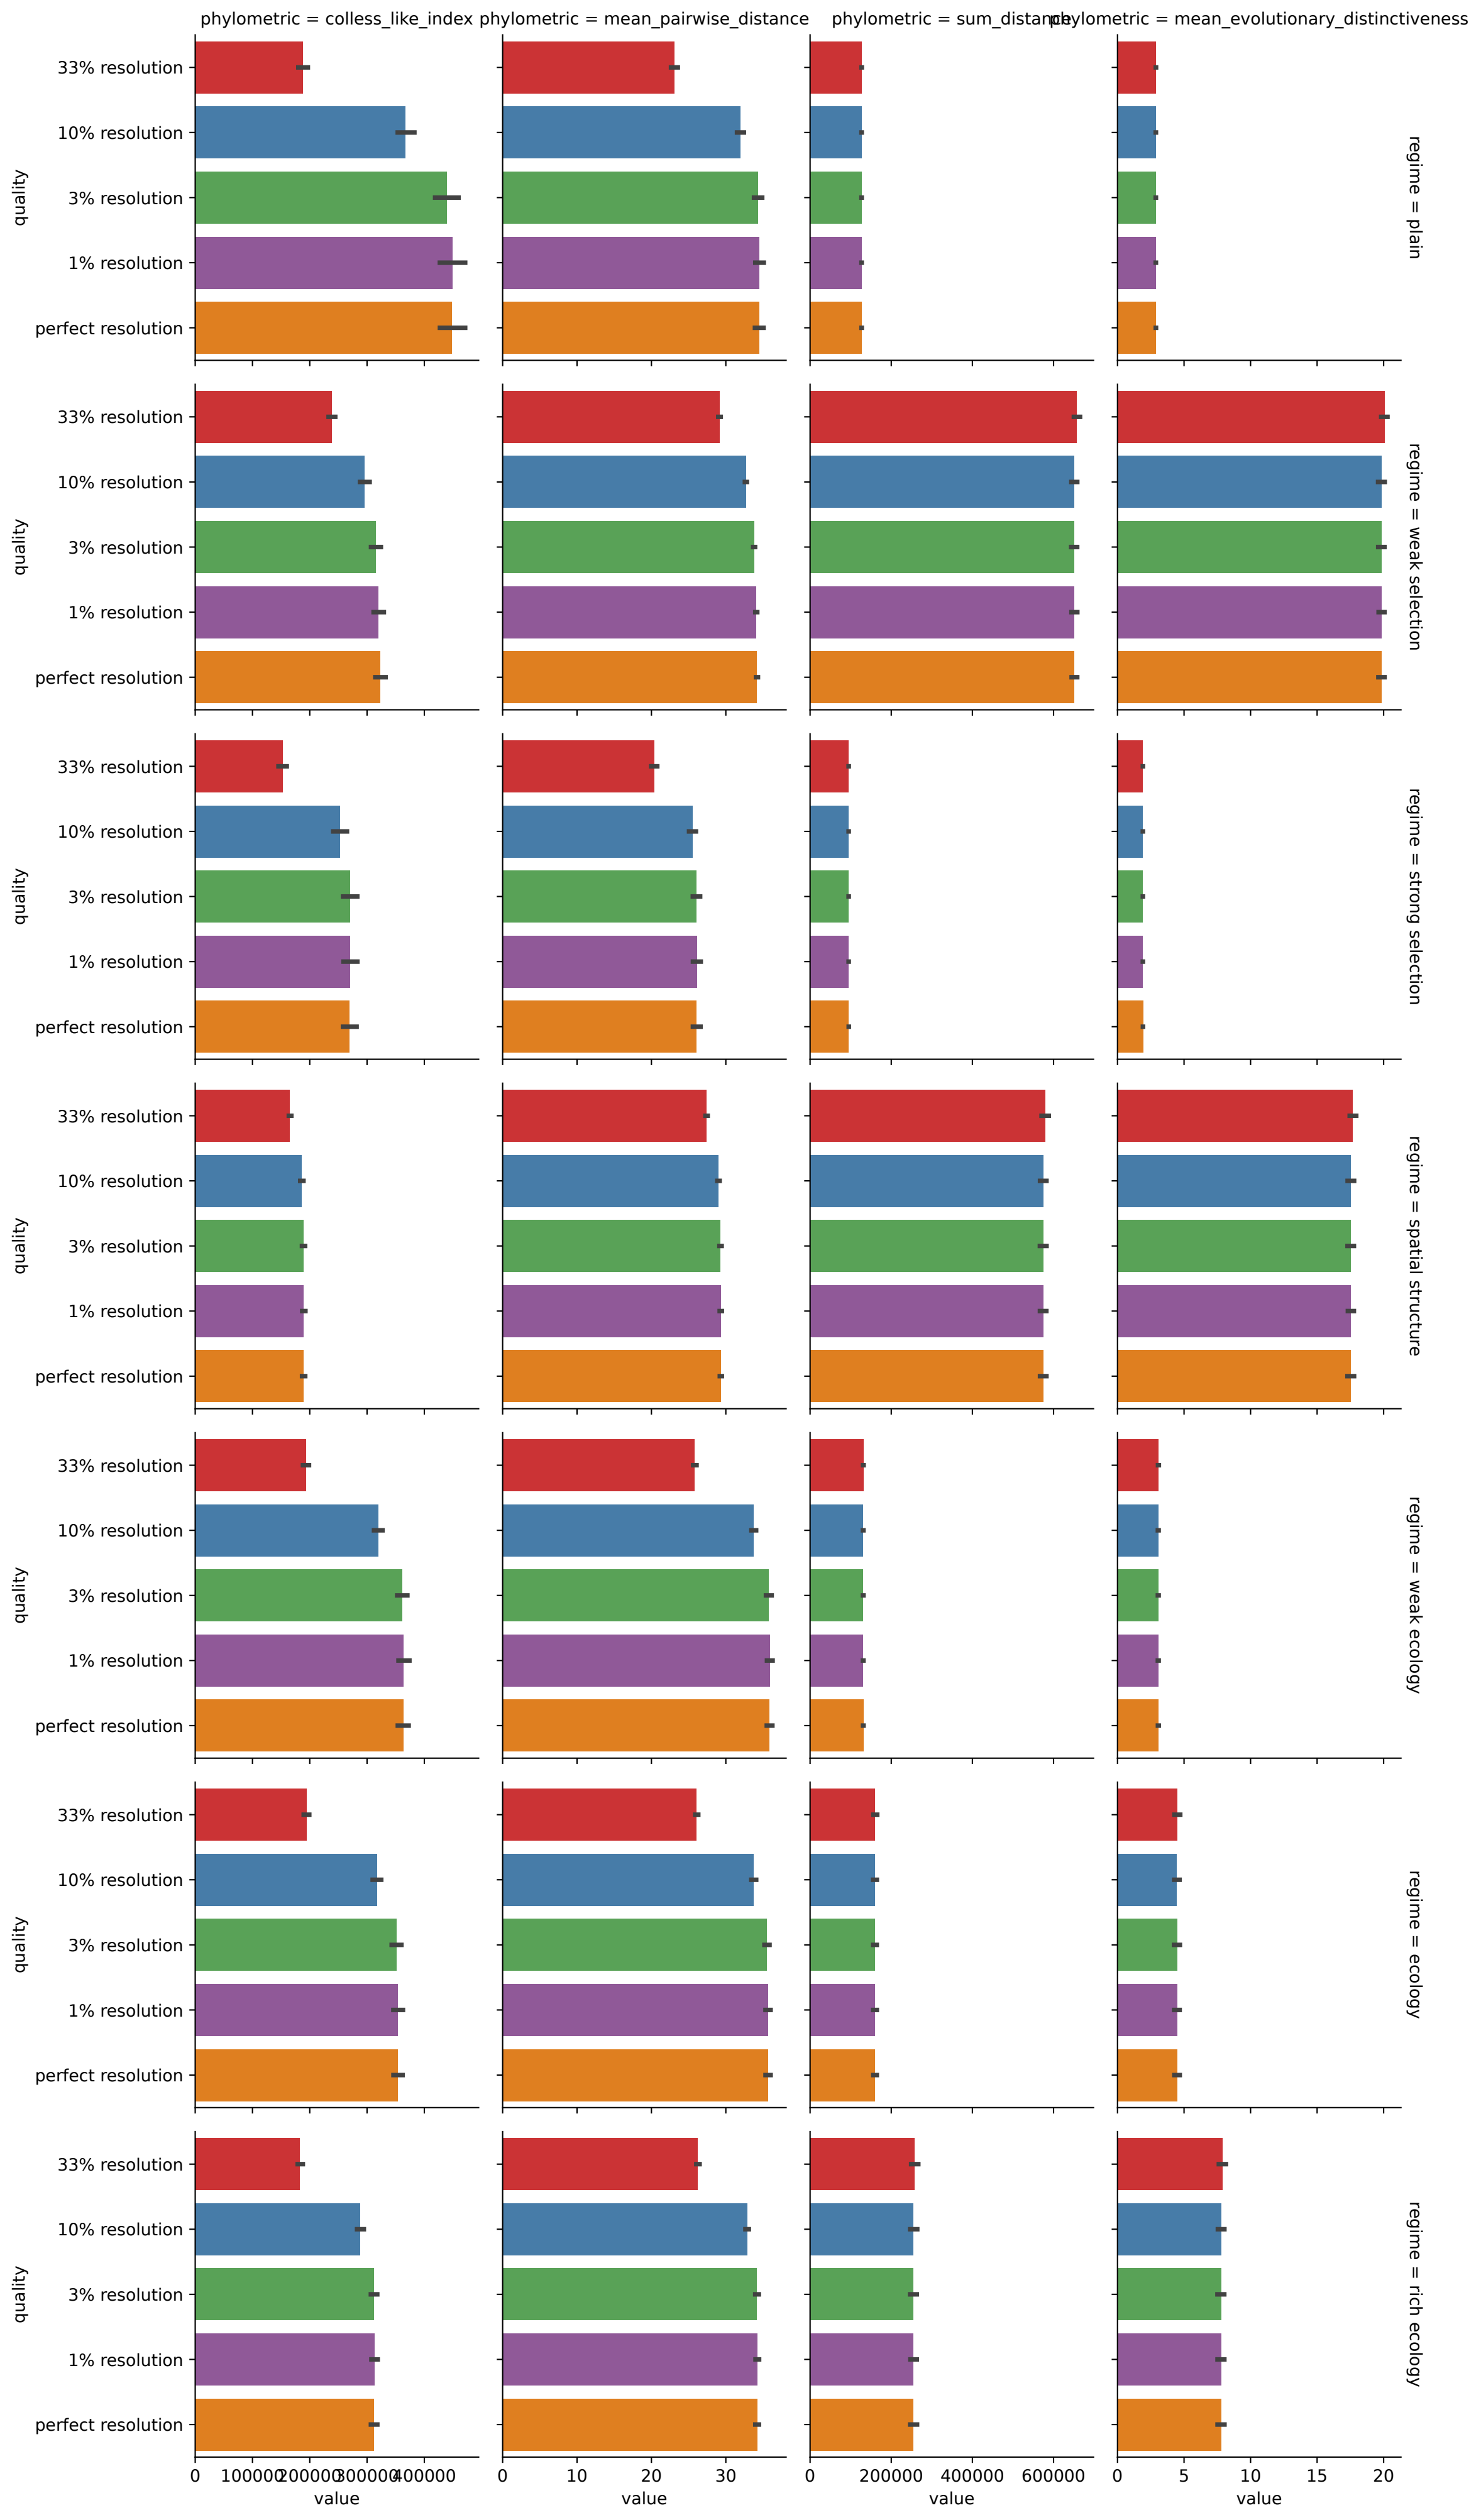 phylometric = colless_like_index
phylometric = mean_pairwise_distance
phylometric = sum_distance
phylometric = mean_evolutionary_distinctiveness
quality
33% resolution
10% resolution
3% resolution
1% resolution
perfect resolution
regime = plain
quality
33% resolution
10% resolution
3% resolution
1% resolution
perfect resolution
regime = weak selection
quality
33% resolution
10% resolution
3% resolution
1% resolution
perfect resolution
regime = strong selection
quality
33% resolution
10% resolution
3% resolution
1% resolution
perfect resolution
regime = spatial structure
quality
33% resolution
10% resolution
3% resolution
1% resolution
perfect resolution
regime = weak ecology
quality
33% resolution
10% resolution
3% resolution
1% resolution
perfect resolution
regime = ecology
quality
33% resolution
10% resolution
3% resolution
1% resolution
perfect resolution
regime = rich ecology
0 100000 200000 300000 400000
value
0 10 20 30
value
0 200000 400000 600000
value
0 5 10 15 20
value